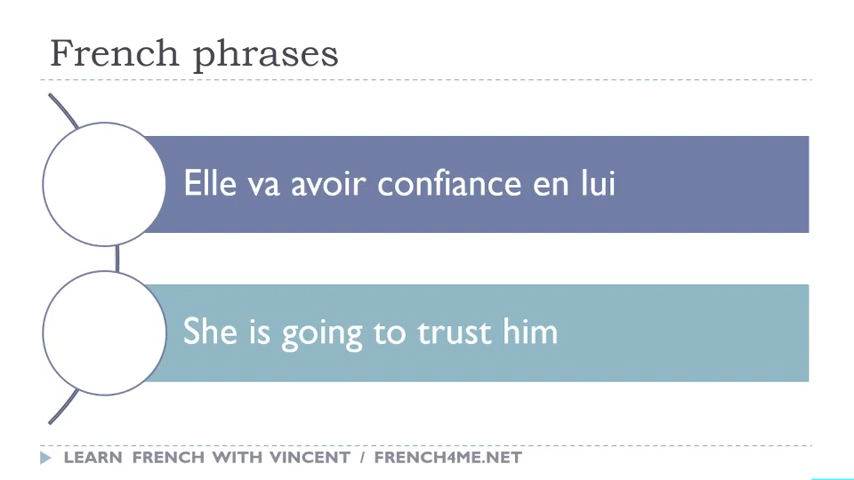 French phrases
Elle va avoir confiance en lui
She is going to trust him
LEARN FRENCH WITH VINCENT / FRENCH4ME.NET